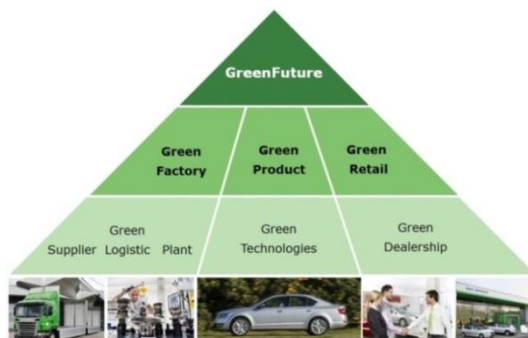 GreenFuture
Green
Factory
Green
Product
Green
Retail
Green
Supplier Logistic Plant
Green
Technologies
Green
Dealership